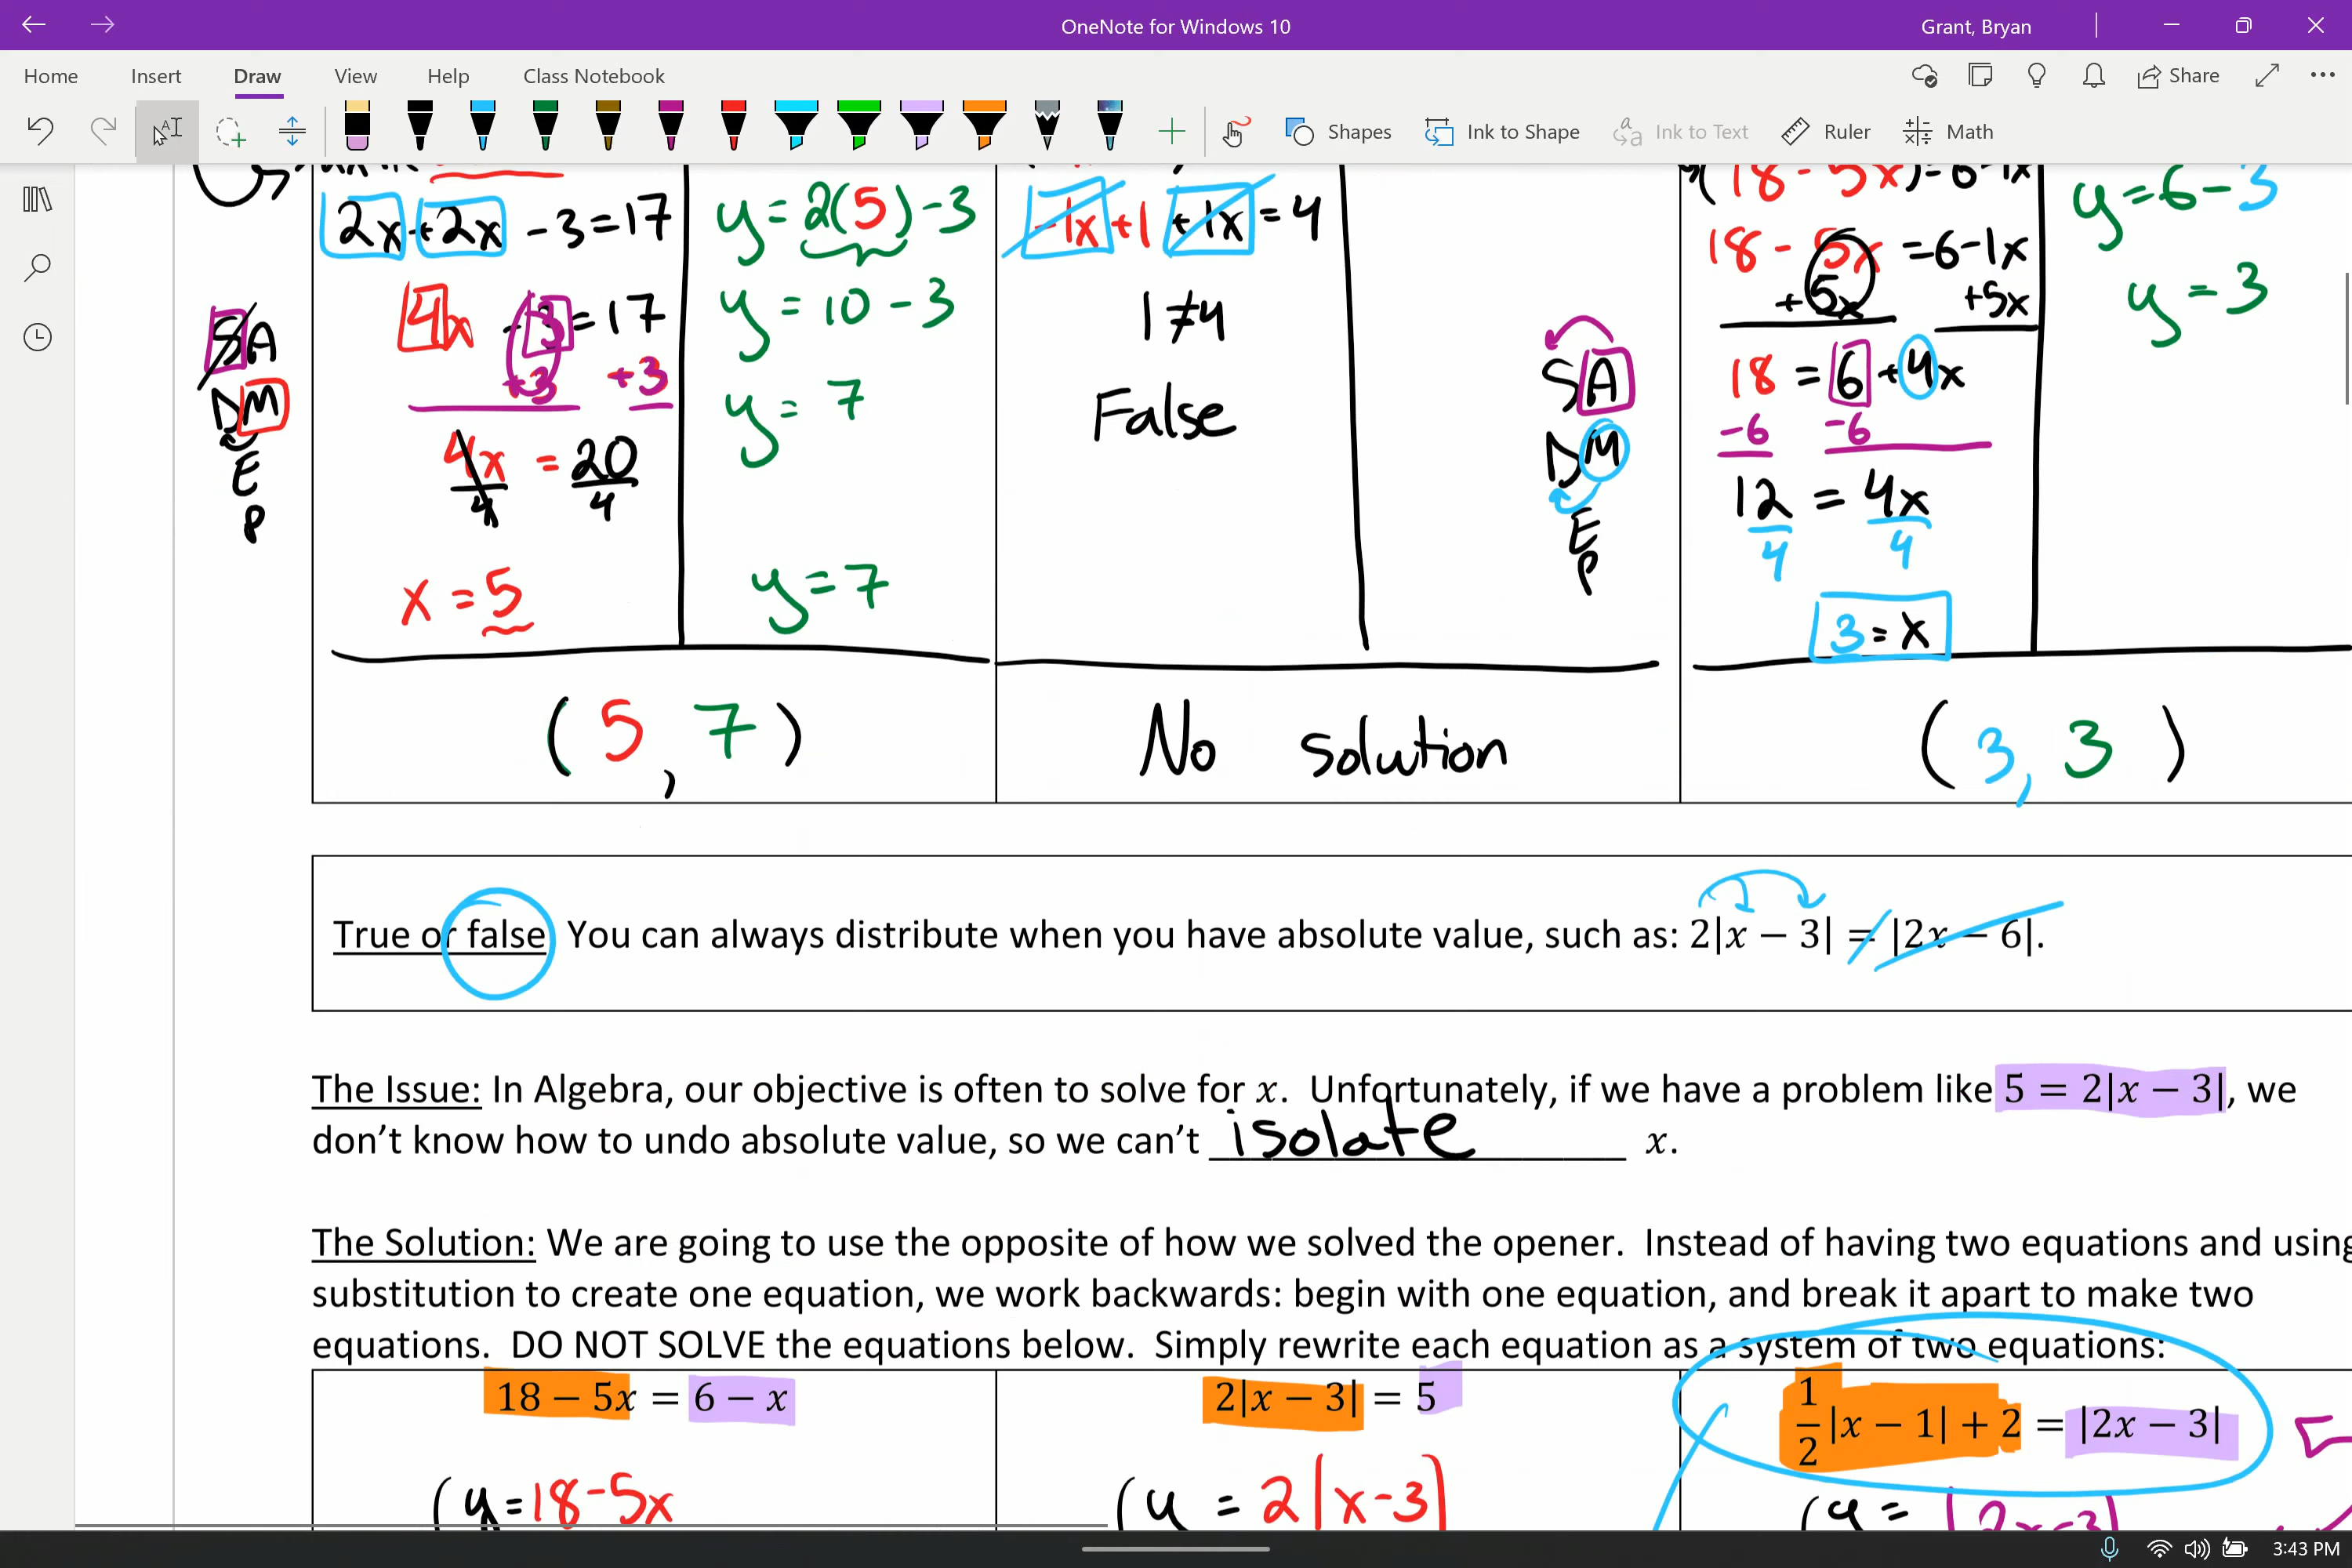 OneNote for Windows 10
Grant, Bryan
Home Insert Draw View Help Class Notebook
Share
Shapes Ink to Shape Ink to Text Ruler Math
2x+2x-3=17
4x-3=17
+3 +3
4x = 20
4 4
x = 5
y=2(5)-3
y = 10-3
y = 7
y=7
SA
DM
E
P
(5, 7)
-1x+1+1x=4
1≠4
False
No solution
SA
DM
E
P
(18-5x)=6-1x
18-5x=6-1x
+5x +5x
18=6+4x
-6 -6
12 = 4x
4 4
3=x
y=6-3
y=3
(3, 3)
True or false You can always distribute when you have absolute value, such as: 2|x − 3| = |2x − 6|.
The Issue: In Algebra, our objective is often to solve for x. Unfortunately, if we have a problem like 5 = 2|x − 3|, we
don’t know how to undo absolute value, so we can’t isolate x.
The Solution: We are going to use the opposite of how we solved the opener. Instead of having two equations and using
substitution to create one equation, we work backwards: begin with one equation, and break it apart to make two
equations. DO NOT SOLVE the equations below. Simply rewrite each equation as a system of two equations:
18 − 5x = 6 − x
y=18-5x
2|x − 3| = 5
y = 2|x-3|
1/2|x − 1| + 2 = |2x − 3|
y = |2x-3|
3:43 PM